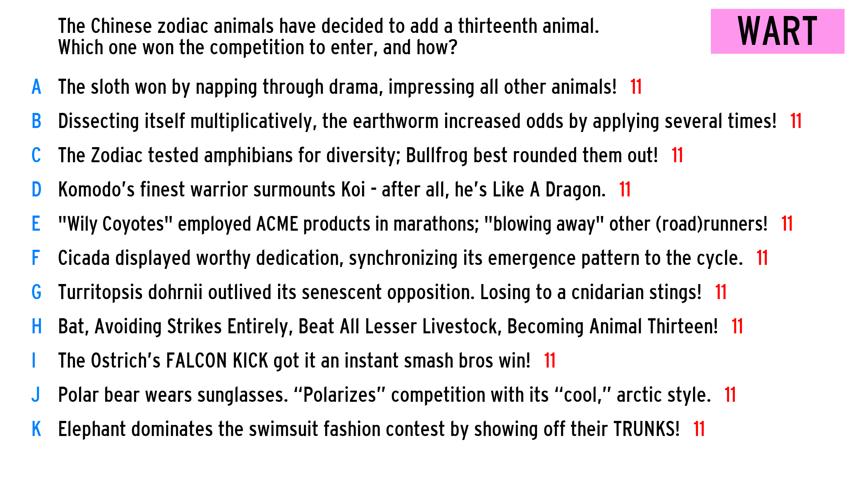 The Chinese zodiac animals have decided to add a thirteenth animal.
Which one won the competition to enter, and how?
WART
A The sloth won by napping through drama, impressing all other animals! 11
B Dissecting itself multiplicatively, the earthworm increased odds by applying several times! 11
C The Zodiac tested amphibians for diversity; Bullfrog best rounded them out! 11
D Komodo's finest warrior surmounts Koi - after all, he's Like A Dragon. 11
E "Wily Coyotes" employed ACME products in marathons; "blowing away" other (road)runners! 11
F Cicada displayed worthy dedication, synchronizing its emergence pattern to the cycle. 11
G Turritopsis dohrnii outlived its senescent opposition. Losing to a cnidarian stings! 11
H Bat, Avoiding Strikes Entirely, Beat All Lesser Livestock, Becoming Animal Thirteen! 11
I The Ostrich's FALCON KICK got it an instant smash bros win! 11
J Polar bear wears sunglasses. “Polarizes” competition with its “cool,” arctic style. 11
K Elephant dominates the swimsuit fashion contest by showing off their TRUNKS! 11